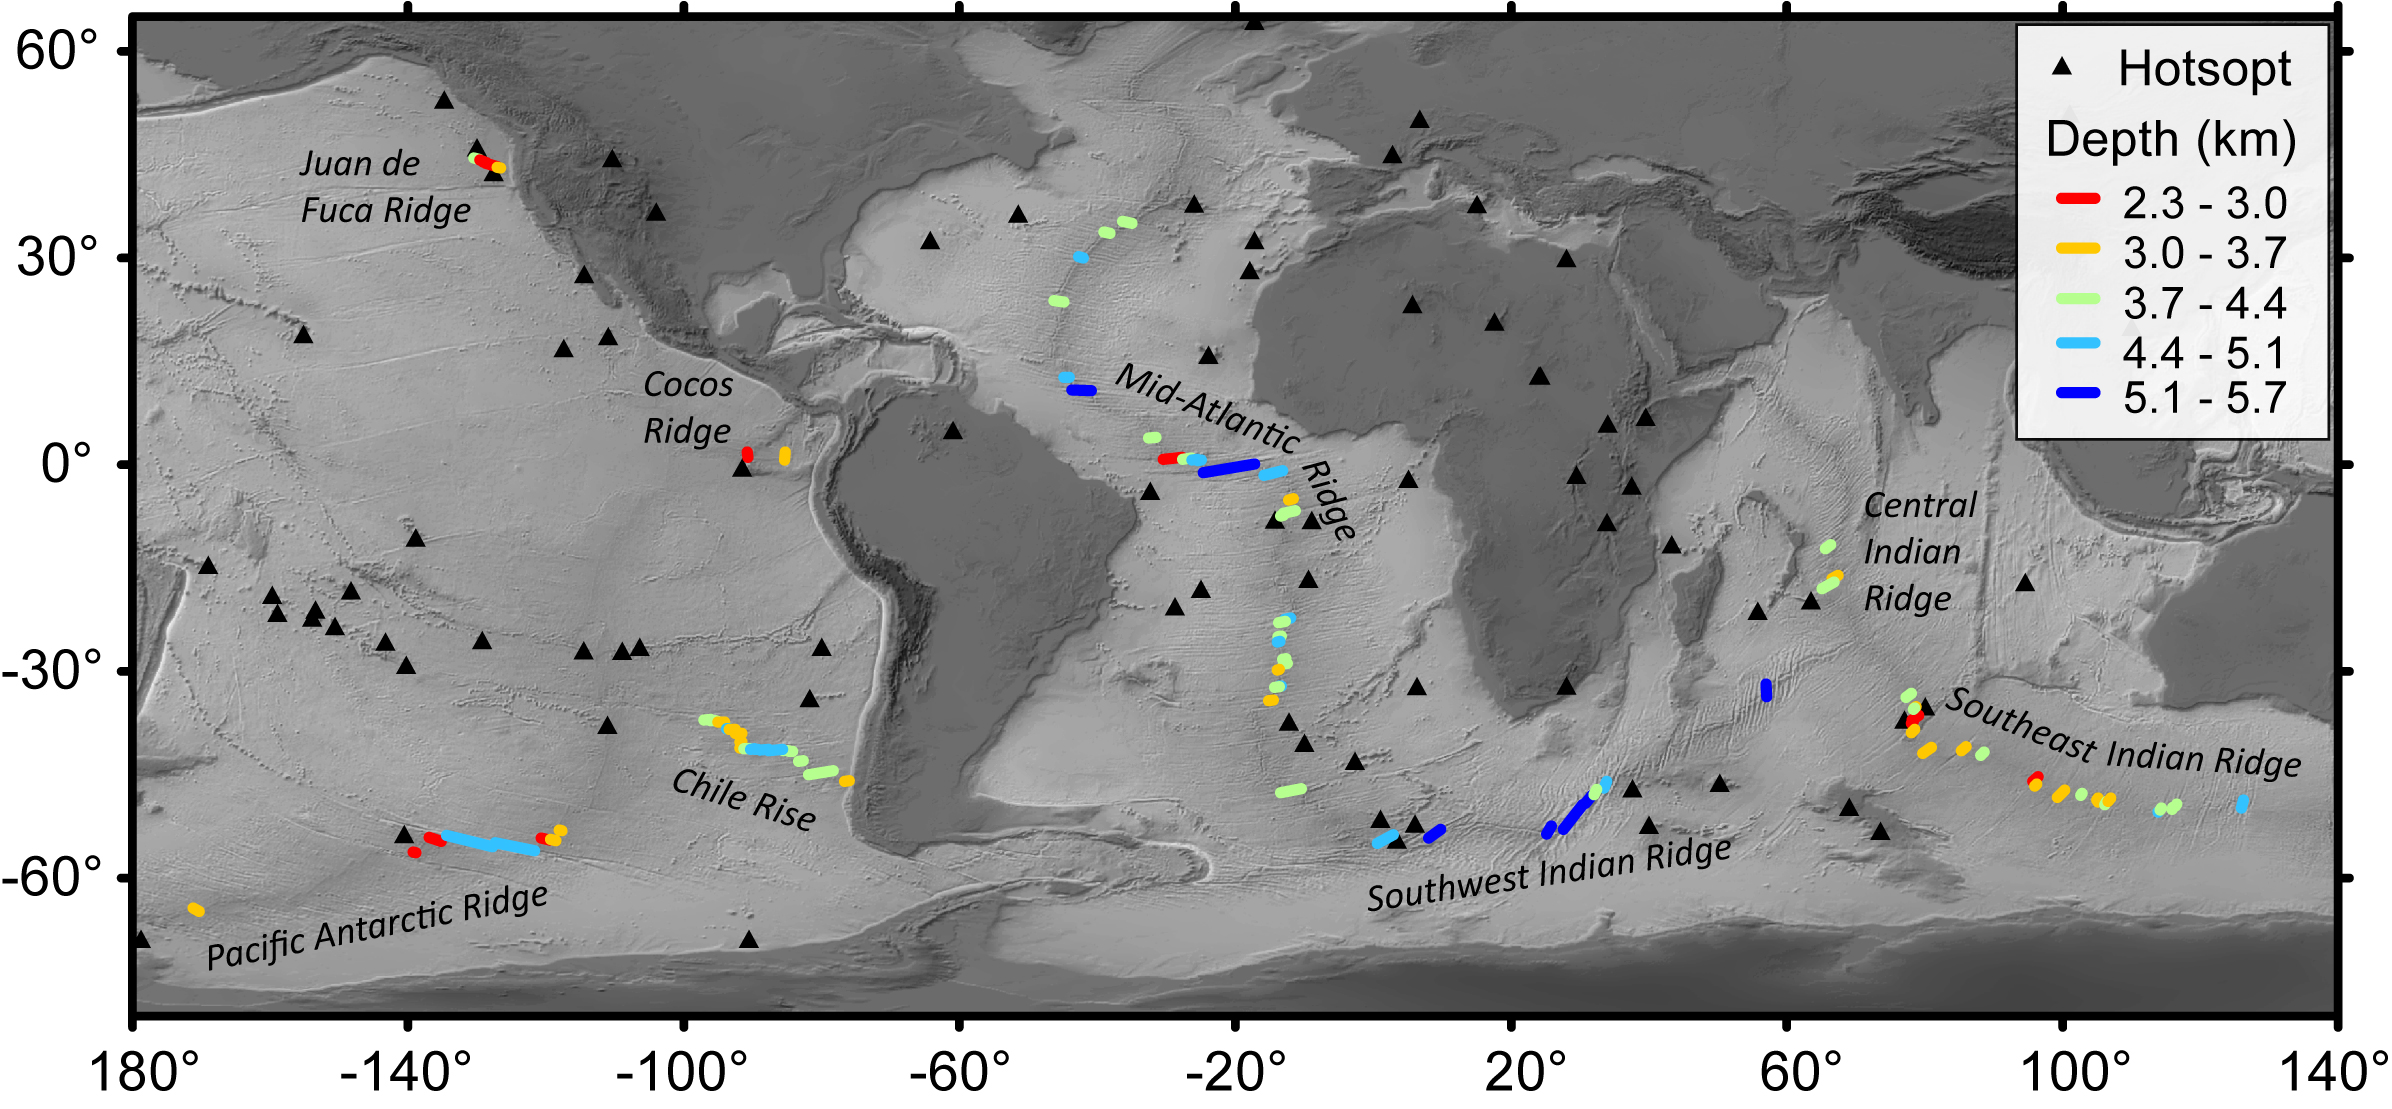 60°
30°
0°
-30°
-60°
Hotsopt
Depth (km)
2.3 - 3.0
3.0 - 3.7
3.7 - 4.4
4.4 - 5.1
5.1 - 5.7
Juan de
Fuca Ridge
Cocos
Ridge
Mid-Atlantic
Ridge
Central
Indian
Ridge
Southeast Indian Ridge
Chile Rise
Southwest Indian Ridge
Pacific Antarctic Ridge
180°
-140°
-100°
-60°
-20°
20°
60°
100°
140°